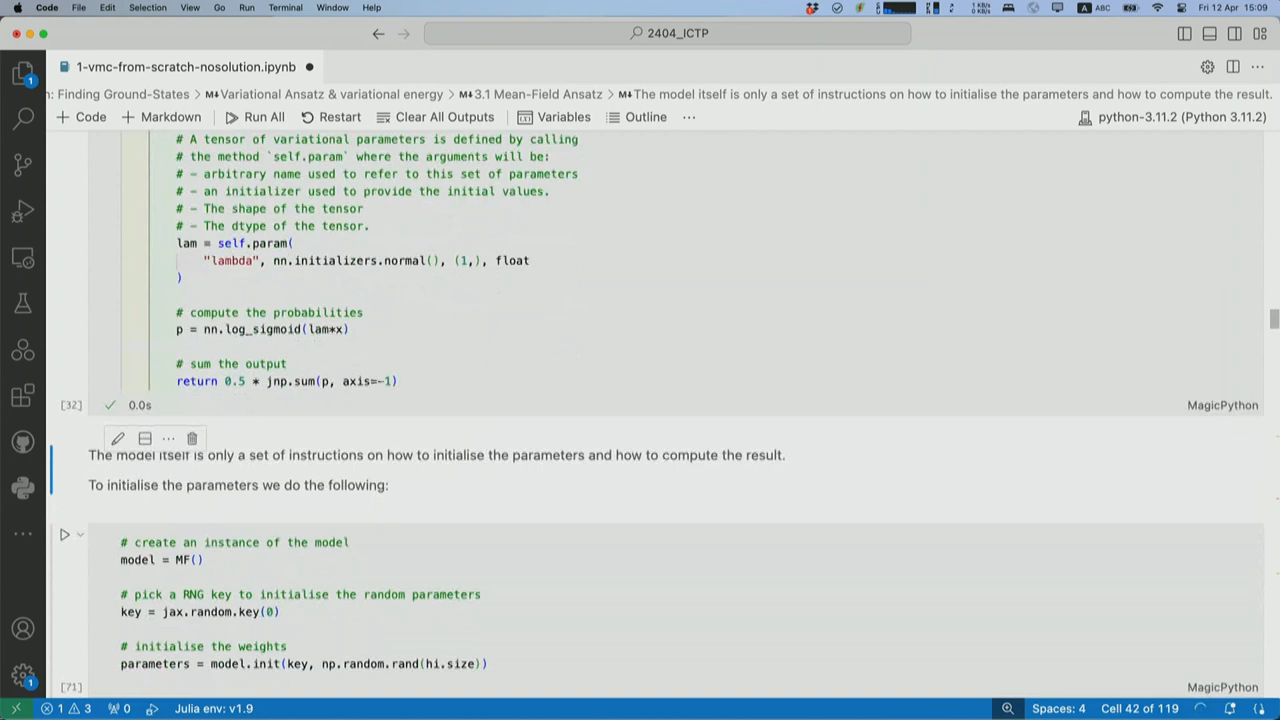 Code File Edit Selection View Go Run Terminal Window Help
1 KB/s
0 KB/s
A ABC
Fri 12 Apr 15:09
2404_ICTP
1-vmc-from-scratch-nosolution.ipynb
n: Finding Ground-States > M↓Variational Ansatz & variational energy > M↓3.1 Mean-Field Ansatz > M↓The model itself is only a set of instructions on how to initialise the parameters and how to compute the result.
+ Code + Markdown Run All Restart Clear All Outputs Variables Outline ··· python-3.11.2 (Python 3.11.2)
# A tensor of variational parameters is defined by calling
# the method `self.param` where the arguments will be:
# - arbitrary name used to refer to this set of parameters
# - an initializer used to provide the initial values.
# - The shape of the tensor
# - The dtype of the tensor.
lam = self.param(
"lambda", nn.initializers.normal(), (1,), float
)
# compute the probabilities
p = nn.log_sigmoid(lam*x)
# sum the output
return 0.5 * jnp.sum(p, axis=-1)
[32] 0.0s MagicPython
The model itself is only a set of instructions on how to initialise the parameters and how to compute the result.
To initialise the parameters we do the following:
# create an instance of the model
model = MF()
# pick a RNG key to initialise the random parameters
key = jax.random.key(0)
# initialise the weights
parameters = model.init(key, np.random.rand(hi.size))
[71] MagicPython
1
1
1 3 0 Julia env: v1.9 Spaces: 4 Cell 42 of 119